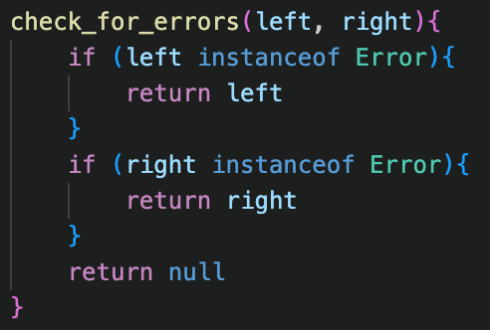 check_for_errors(left, right){
    if (left instanceof Error){
        return left
    }
    if (right instanceof Error){
        return right
    }
    return null
}